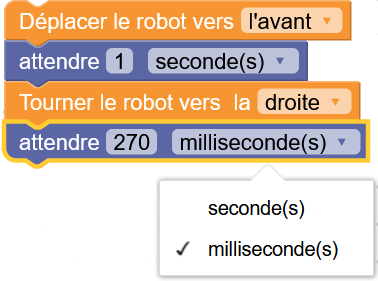 Déplacer le robot vers l'avant
attendre 1 seconde(s)
Tourner le robot vers la droite
attendre 270 milliseconde(s)
seconde(s)
✓ milliseconde(s)